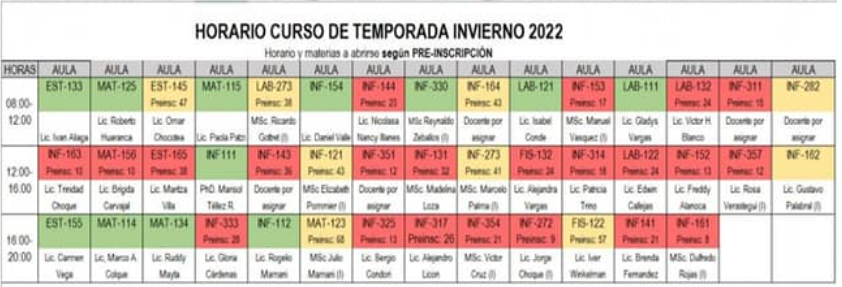 HORARIO CURSO DE TEMPORADA INVIERNO 2022
Horario y materias a abrirse según PRE-INSCRIPCIÓN
HORAS AULA AULA AULA AULA AULA AULA AULA AULA AULA AULA AULA AULA AULA AULA AULA
08:00-12:00
EST-133 MAT-125 EST-145 MAT-115 LAB-273 INF-154 INF-144 INF-330 INF-164 LAB-121 INF-153 LAB-111 LAB-132 INF-311 INF-282
Preinsc: 47 Preinsc: 38 Preinsc: 23 Preinsc: 43 Preinsc: 17 Preinsc: 24 Preinsc: 15
Lic. Roberto Lic. Omar MSc. Ricardo Lic. Nicolasa MSc Reynaldo Docente por Lic. Isabel MSc. Manuel Lic. Gladys Lic. Victor H. Docente por Docente por
Lic. Ivan Aliaga Huaranca Chocotea Lic. Paola Lic. Daniel Valle Nancy Zeballos (I) asignar Conde Vasquez (I) Vargas Blanco asignar asignar
12:00-16:00
INF-163 MAT-156 EST-165 INF111 INF-143 INF-121 INF-351 INF-131 INF-273 FIS-132 INF-314 LAB-122 INF-152 INF-357 INF-162
Preinsc: 10 Preinsc: 10 Preinsc: 38 Preinsc: 36 Preinsc: 43 Preinsc: 12 Preinsc: 32 Preinsc: 41 Preinsc: 24 Preinsc: 18 Preinsc: 24 Preinsc: 13 Preinsc: 12
Lic. Trinidad Lic. Brigida Lic. Maritza PhD. Marisol Docente por MSc Elizabeth Docente por MSc. Madelina MSc. Marcelo Lic. Alejandra Lic. Patricia Lic. Edwin Lic. Freddy Lic. Rosa Lic. Gustavo
Choque Carvajal Villa Téllez R. asignar Pommier (I) asignar Loza Palma (I) Vargas Trino Callejas Alanoca Verastegui (I)
16:00-20:00
EST-155 MAT-114 MAT-134 INF-333 INF-112 MAT-123 INF-325 INF-317 INF-354 INF-272 FIS-122 INF141 INF-161
Preinsc: 28 Preinsc: 68 Preinsc: 13 Preinsc: 26 Preinsc: 21 Preinsc: 9 Preinsc: 57 Preinsc: 21 Preinsc: 8
Lic. Carmen Lic, Marco A. Lic. Ruddy Lic. Gloria Lic. Rogelio MSc Julio Lic. Sergio Lic. Alejandro MSc. Victor Lic. Jorge Lic. Iver Lic. Brenda MSc. Dulfredo
Vega Colque Mayta Cárdenas Mamani Mamani (I) Condori Cruz (I) Choque (I) Winkelman Fernandez Rojas (I)